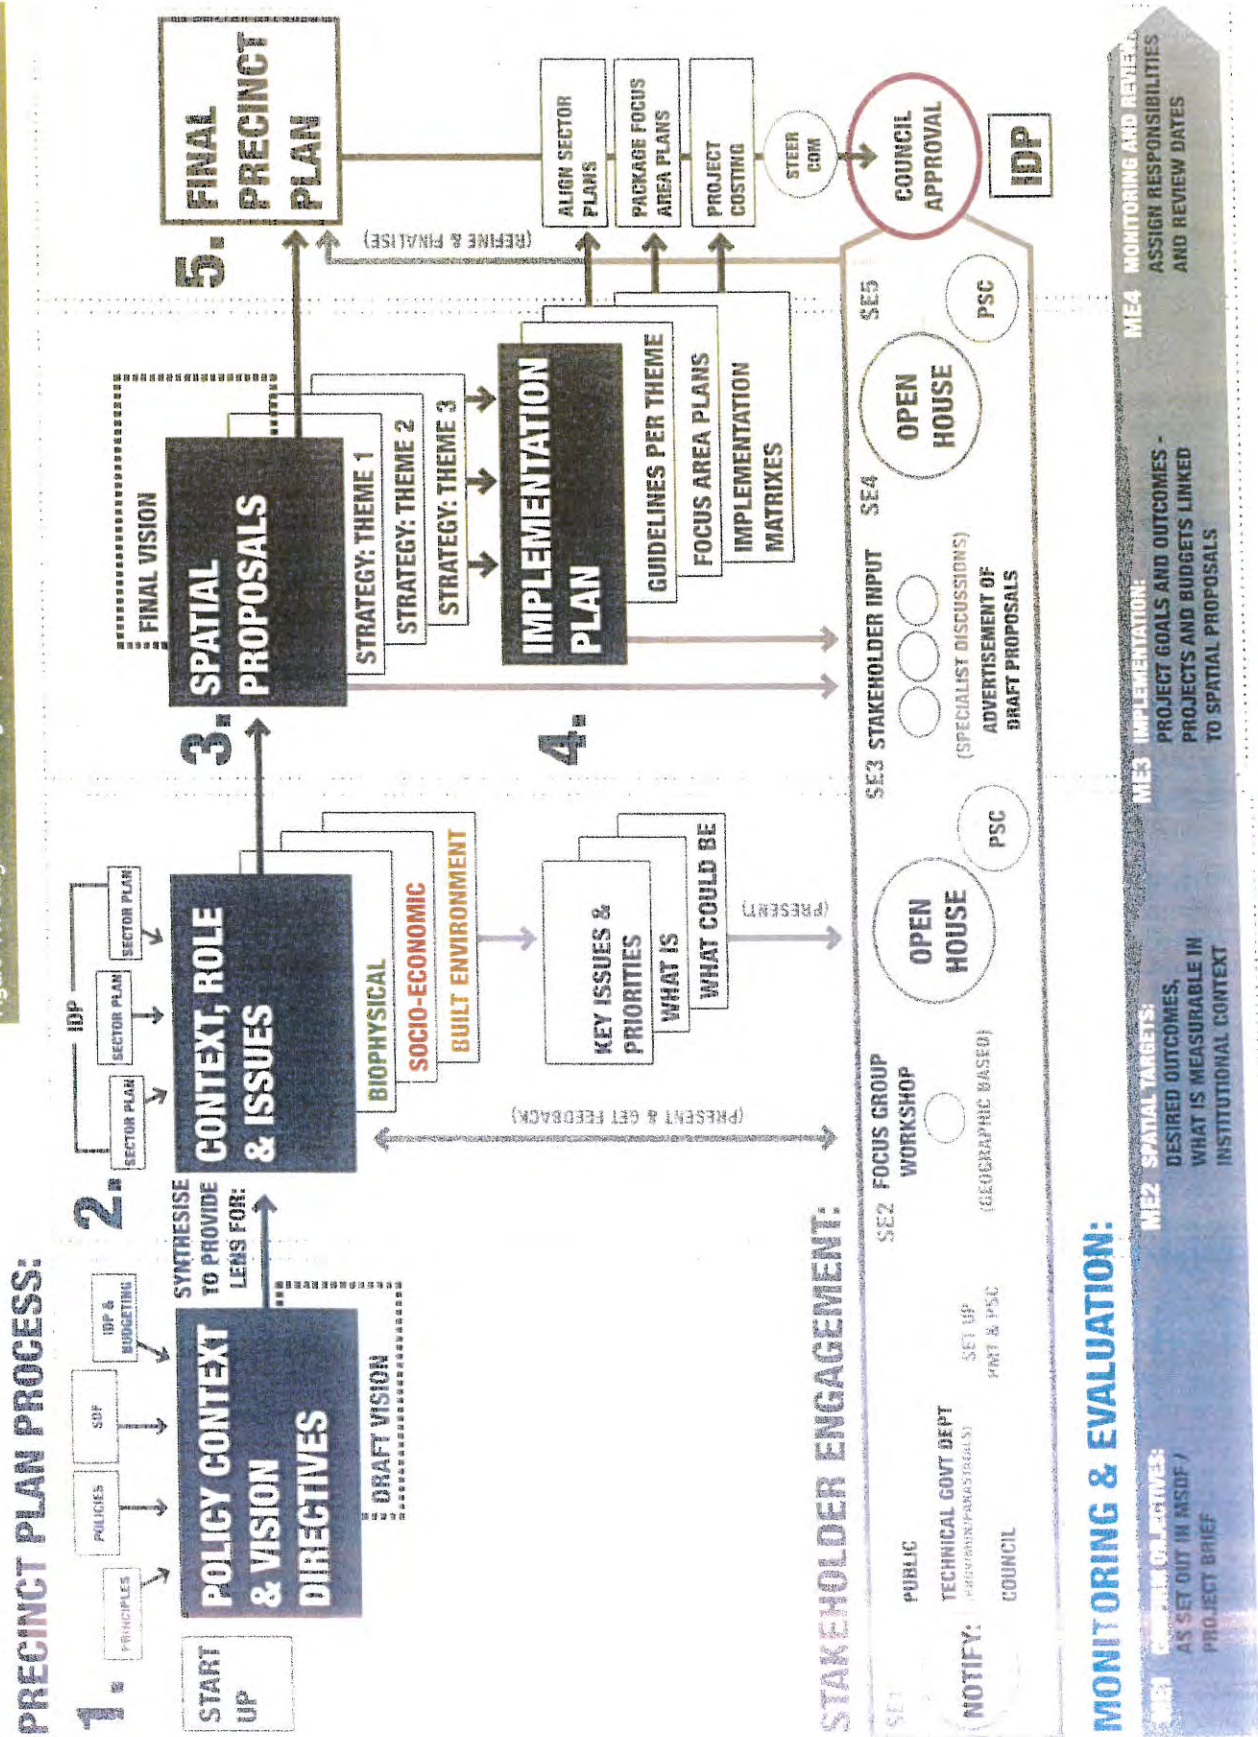 PRECINCT PLAN PROCESS:
1.
START
UP
PRINCIPLES
POLICIES
SDF
IDP &
BUDGETING
POLICY CONTEXT
& VISION
DIRECTIVES
DRAFT VISION
SYNTHESISE
TO PROVIDE
LENS FOR:
2.
IDP
SECTOR PLAN
SECTOR PLAN
SECTOR PLAN
CONTEXT, ROLE
& ISSUES
BIOPHYSICAL
SOCIO-ECONOMIC
BUILT ENVIRONMENT
KEY ISSUES &
PRIORITIES
WHAT IS
WHAT COULD BE
(PRESENT & GET FEEDBACK)
(PRESENT)
3.
FINAL VISION
SPATIAL
PROPOSALS
STRATEGY: THEME 1
STRATEGY: THEME 2
STRATEGY: THEME 3
4.
IMPLEMENTATION
PLAN
GUIDELINES PER THEME
FOCUS AREA PLANS
IMPLEMENTATION
MATRIXES
5.
FINAL
PRECINCT
PLAN
(REFINE & FINALISE)
ALIGN SECTOR
PLANS
PACKAGE FOCUS
AREA PLANS
PROJECT
COSTING
STEER
COM
COUNCIL
APPROVAL
IDP
STAKEHOLDER ENGAGEMENT:
SE1
NOTIFY:
PUBLIC
TECHNICAL GOVT DEPT
COUNCIL
SET UP
PMT & PSC
SE2 FOCUS GROUP
WORKSHOP
(GEOGRAPHIC BASED)
OPEN
HOUSE
PSC
SE3 STAKEHOLDER INPUT
(SPECIALIST DISCUSSIONS)
ADVERTISEMENT OF
DRAFT PROPOSALS
SE4
OPEN
HOUSE
SE5
PSC
MONITORING & EVALUATION:
ME1
OBJECTIVES:
AS SET OUT IN MSDF /
PROJECT BRIEF
ME2 SPATIAL TARGETS:
DESIRED OUTCOMES,
WHAT IS MEASURABLE IN
INSTITUTIONAL CONTEXT
ME3 IMPLEMENTATION:
PROJECT GOALS AND OUTCOMES -
PROJECTS AND BUDGETS LINKED
TO SPATIAL PROPOSALS
ME4 MONITORING AND REVIEW:
ASSIGN RESPONSIBILITIES
AND REVIEW DATES